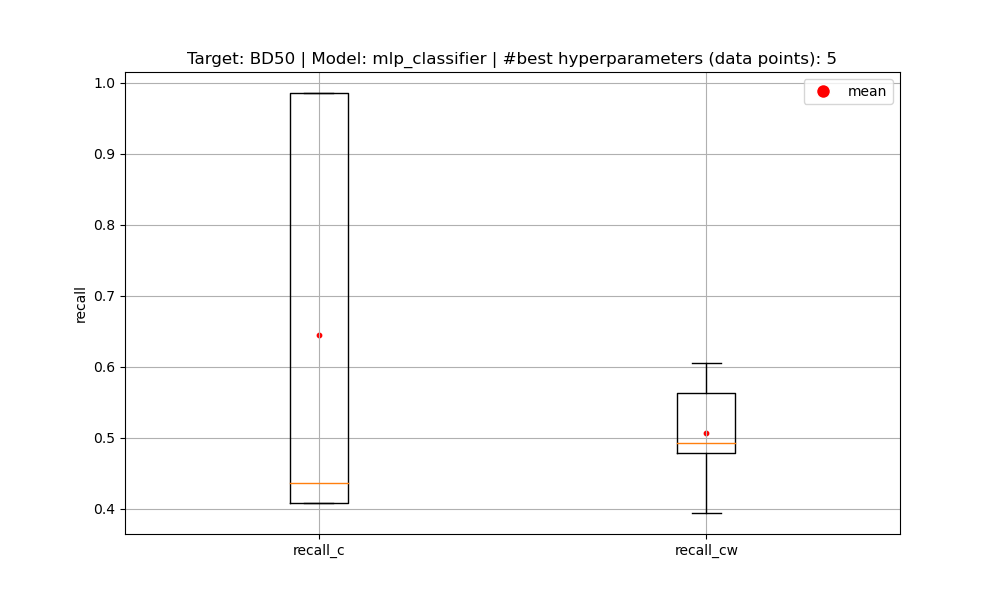 Target: BD50 | Model: mlp_classifier | #best hyperparameters (data points): 5
mean
1.0
0.9
0.8
0.7
0.6
0.5
0.4
recall
recall_c
recall_cw